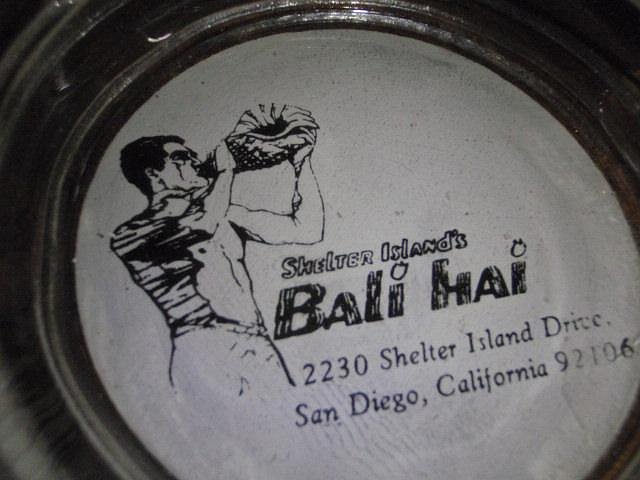 Shelter Island's
Bali Hai
2230 Shelter Island Drive.
San Diego, California 92106